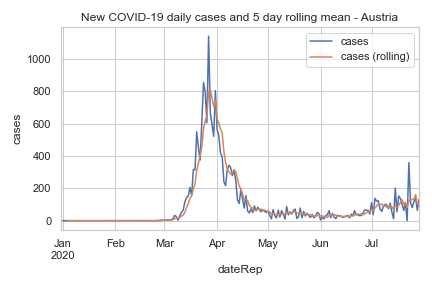 New COVID-19 daily cases and 5 day rolling mean - Austria
cases
cases (rolling)
1000
800
600
400
200
0
cases
Jan Feb Mar Apr May Jun Jul
2020
dateRep